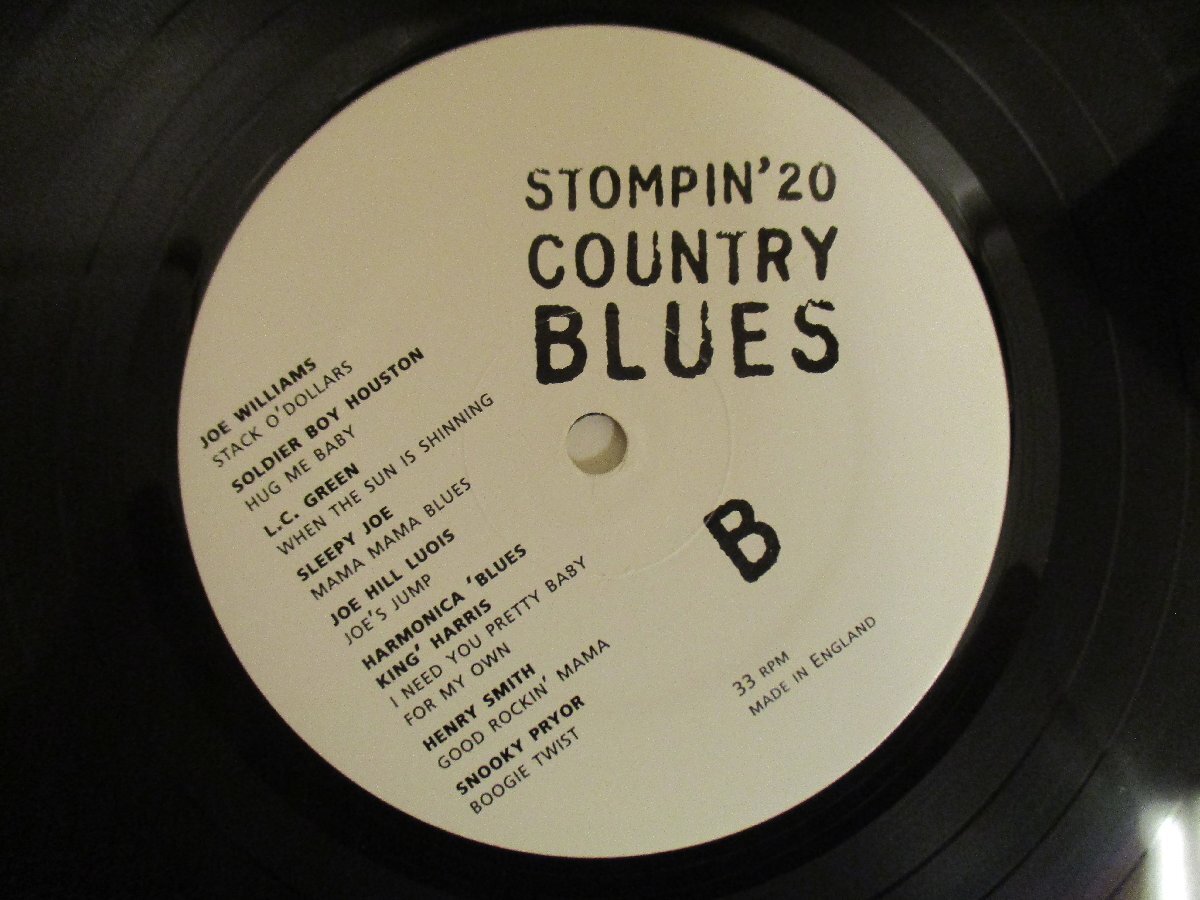 STOMPIN'20
COUNTRY
BLUES
JOE WILLIAMS
STACK O'DOLLARS
SOLDIER BOY HOUSTON
HUG ME BABY
L.C. GREEN
WHEN THE SUN IS SHINNING
SLEEPY JOE
MAMA MAMA BLUES
JOE HILL LUOIS
JOE'S JUMP
HARMONICA 'BLUES
KING' HARRIS
I NEED YOU PRETTY BABY
FOR MY OWN
HENRY SMITH
GOOD ROCKIN' MAMA
SNOOKY PRYOR
BOOGIE TWIST
B
33 RPM
MADE IN ENGLAND